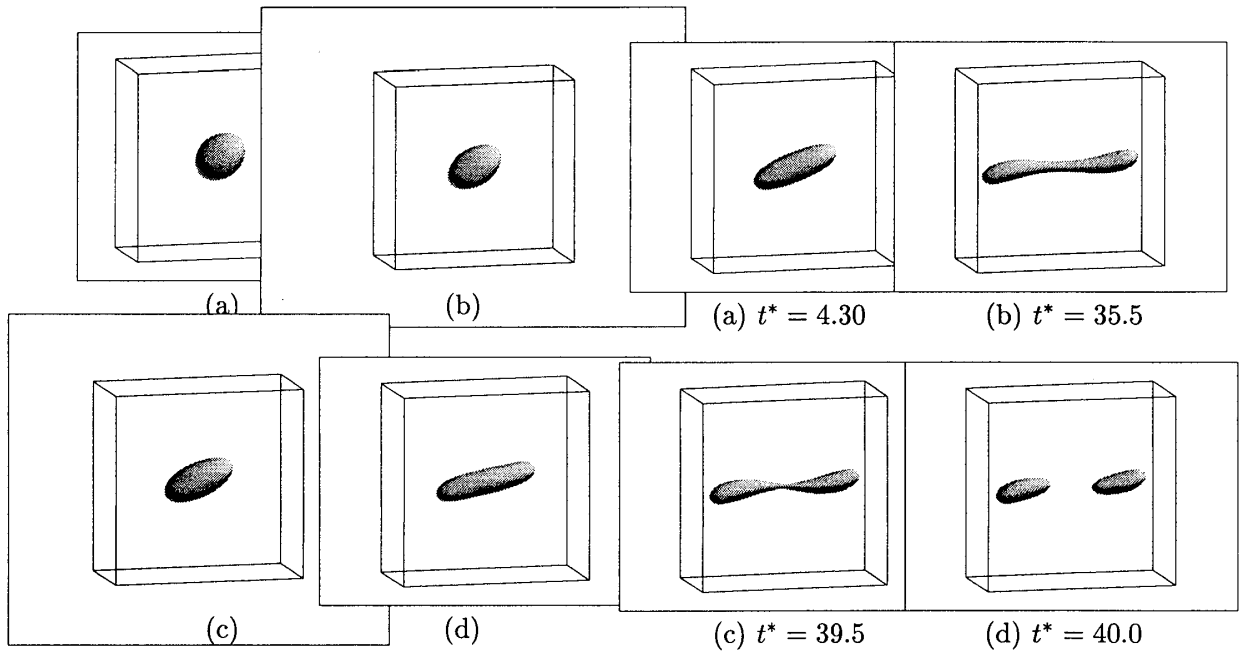 (a)
(b)
(a) t* = 4.30
(b) t* = 35.5
(c)
(d)
(c) t* = 39.5
(d) t* = 40.0